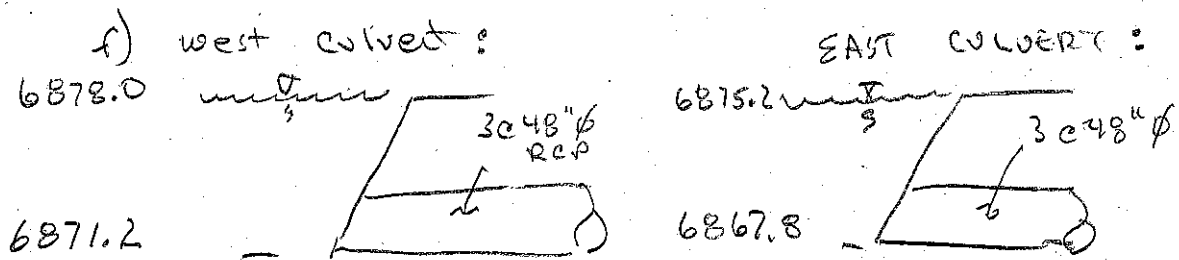 f) west culvert :
EAST CULVERT :
6878.0
3@48"ϕ
RCP
6875.2
3@48"ϕ
6871.2
6867.8